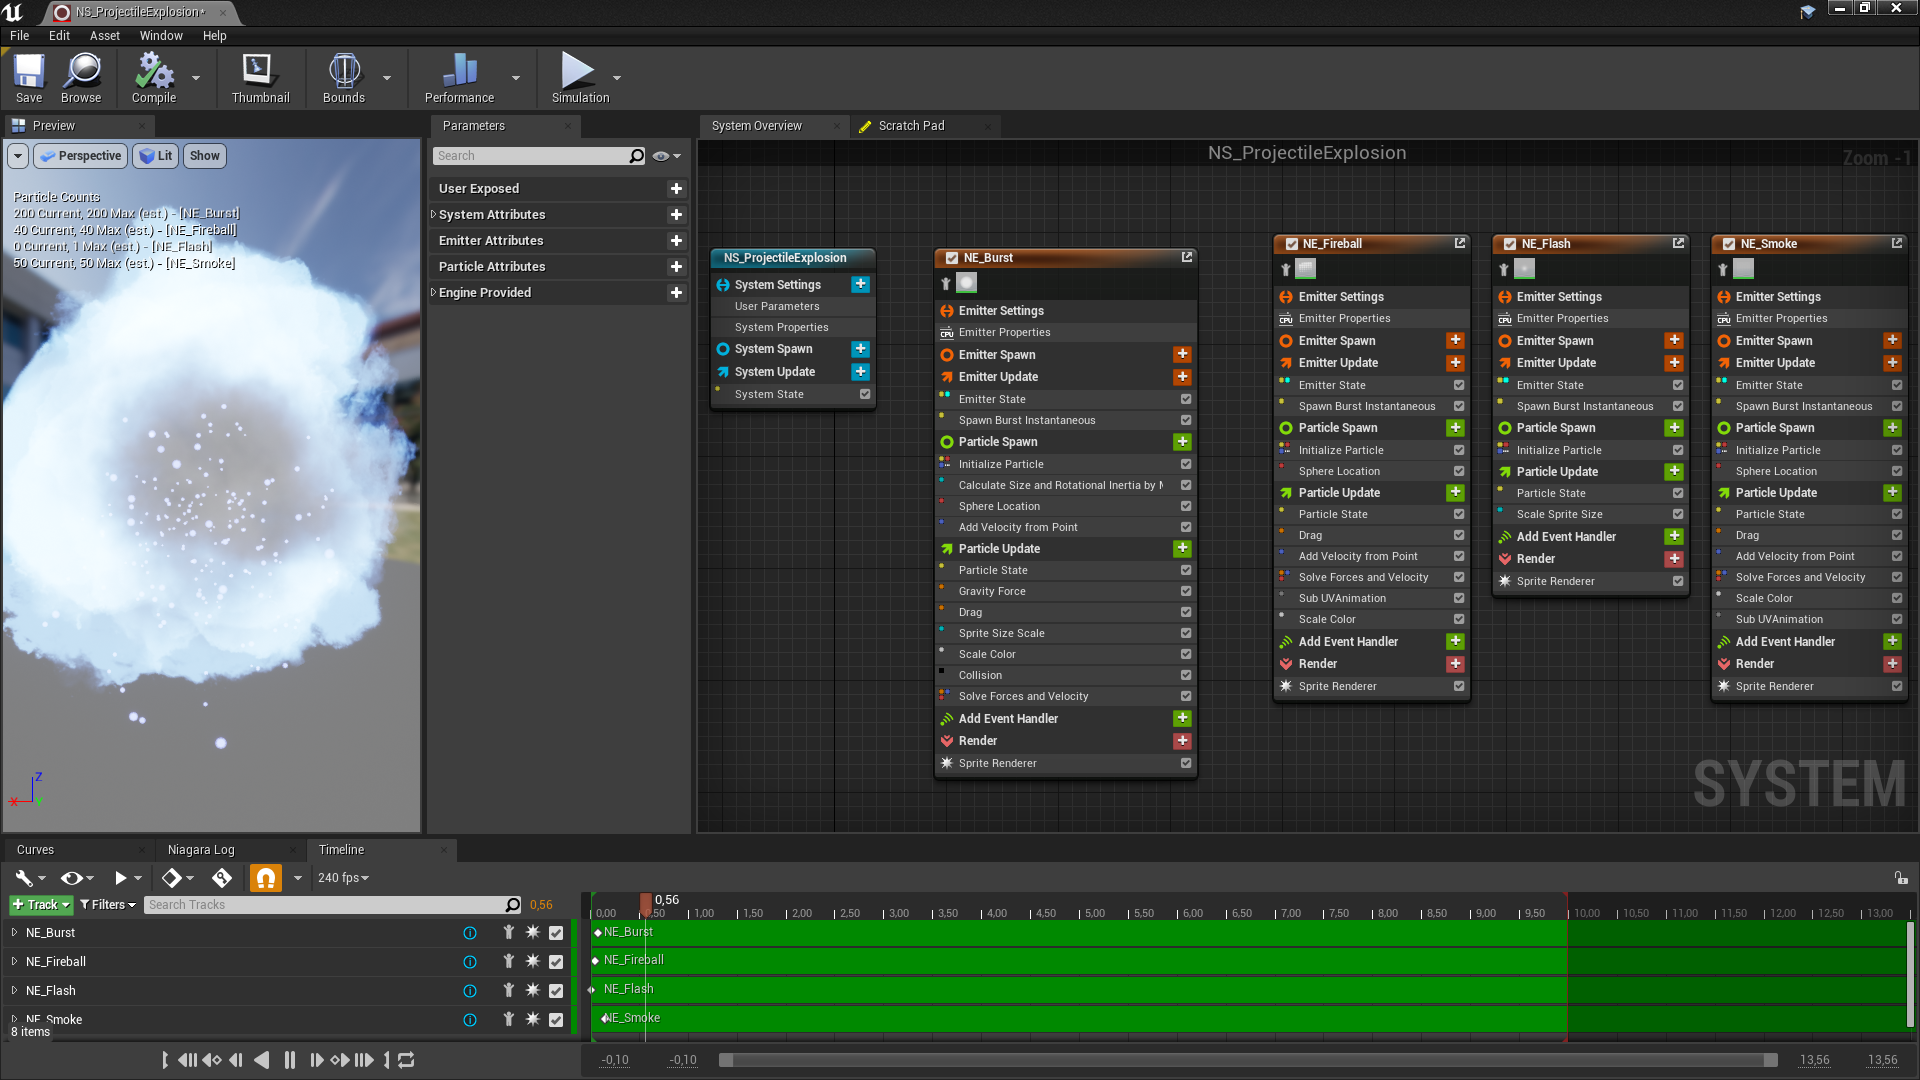 NS_ProjectileExplosion*
File Edit Asset Window Help
Save Browse Compile Thumbnail Bounds Performance Simulation
Preview
Perspective Lit Show
Particle Counts
200 Current, 200 Max (est.) - [NE_Burst]
40 Current, 40 Max (est.) - [NE_Fireball]
0 Current, 1 Max (est.) - [NE_Flash]
50 Current, 50 Max (est.) - [NE_Smoke]
Z
X
Y
Parameters
Search
User Exposed
System Attributes
Emitter Attributes
Particle Attributes
Engine Provided
System Overview Scratch Pad
NS_ProjectileExplosion
Zoom -1
NS_ProjectileExplosion
System Settings
User Parameters
System Properties
System Spawn
System Update
System State
NE_Burst
Emitter Settings
CPU Emitter Properties
Emitter Spawn
Emitter Update
Emitter State
Spawn Burst Instantaneous
Particle Spawn
Initialize Particle
Calculate Size and Rotational Inertia by
Sphere Location
Add Velocity from Point
Particle Update
Particle State
Gravity Force
Drag
Sprite Size Scale
Scale Color
Collision
Solve Forces and Velocity
Add Event Handler
Render
Sprite Renderer
NE_Fireball
Emitter Settings
CPU Emitter Properties
Emitter Spawn
Emitter Update
Emitter State
Spawn Burst Instantaneous
Particle Spawn
Initialize Particle
Sphere Location
Particle Update
Particle State
Drag
Add Velocity from Point
Solve Forces and Velocity
Sub UVAnimation
Scale Color
Add Event Handler
Render
Sprite Renderer
NE_Flash
Emitter Settings
CPU Emitter Properties
Emitter Spawn
Emitter Update
Emitter State
Spawn Burst Instantaneous
Particle Spawn
Initialize Particle
Particle Update
Particle State
Scale Sprite Size
Add Event Handler
Render
Sprite Renderer
NE_Smoke
Emitter Settings
CPU Emitter Properties
Emitter Spawn
Emitter Update
Emitter State
Spawn Burst Instantaneous
Particle Spawn
Initialize Particle
Sphere Location
Particle Update
Particle State
Drag
Add Velocity from Point
Solve Forces and Velocity
Scale Color
Sub UVAnimation
Add Event Handler
Render
Sprite Renderer
SYSTEM
Curves Niagara Log Timeline
240 fps
Track Filters Search Tracks 0,56
0,56
0,00 0,50 1,00 1,50 2,00 2,50 3,00 3,50 4,00 4,50 5,00 5,50 6,00 6,50 7,00 7,50 8,00 8,50 9,00 9,50 10,00 10,50 11,00 11,50 12,00 12,50 13,00
NE_Burst NE_Burst
NE_Fireball NE_Fireball
NE_Flash NE_Flash
NE_Smoke NE_Smoke
8 items
-0,10 -0,10 13,56 13,56